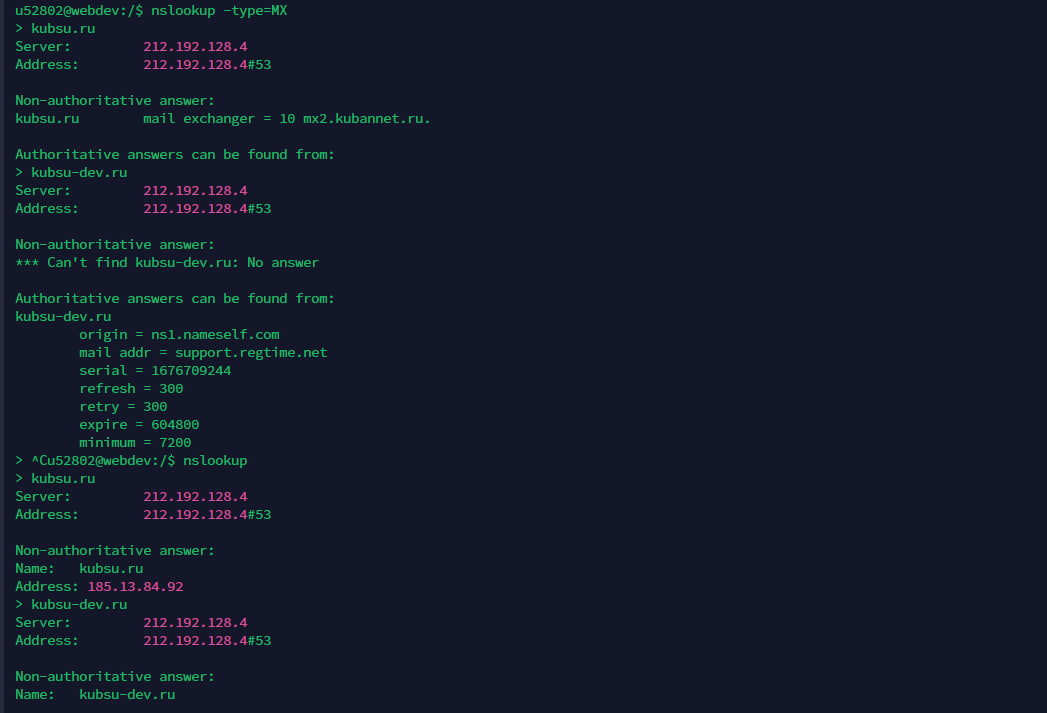 u52802@webdev:/$ nslookup -type=MX
> kubsu.ru
Server:         212.192.128.4
Address:        212.192.128.4#53

Non-authoritative answer:
kubsu.ru        mail exchanger = 10 mx2.kubannet.ru.

Authoritative answers can be found from:
> kubsu-dev.ru
Server:         212.192.128.4
Address:        212.192.128.4#53

Non-authoritative answer:
*** Can't find kubsu-dev.ru: No answer

Authoritative answers can be found from:
kubsu-dev.ru
        origin = ns1.nameself.com
        mail addr = support.regtime.net
        serial = 1676709244
        refresh = 300
        retry = 300
        expire = 604800
        minimum = 7200
> ^Cu52802@webdev:/$ nslookup
> kubsu.ru
Server:         212.192.128.4
Address:        212.192.128.4#53

Non-authoritative answer:
Name:   kubsu.ru
Address: 185.13.84.92
> kubsu-dev.ru
Server:         212.192.128.4
Address:        212.192.128.4#53

Non-authoritative answer:
Name:   kubsu-dev.ru